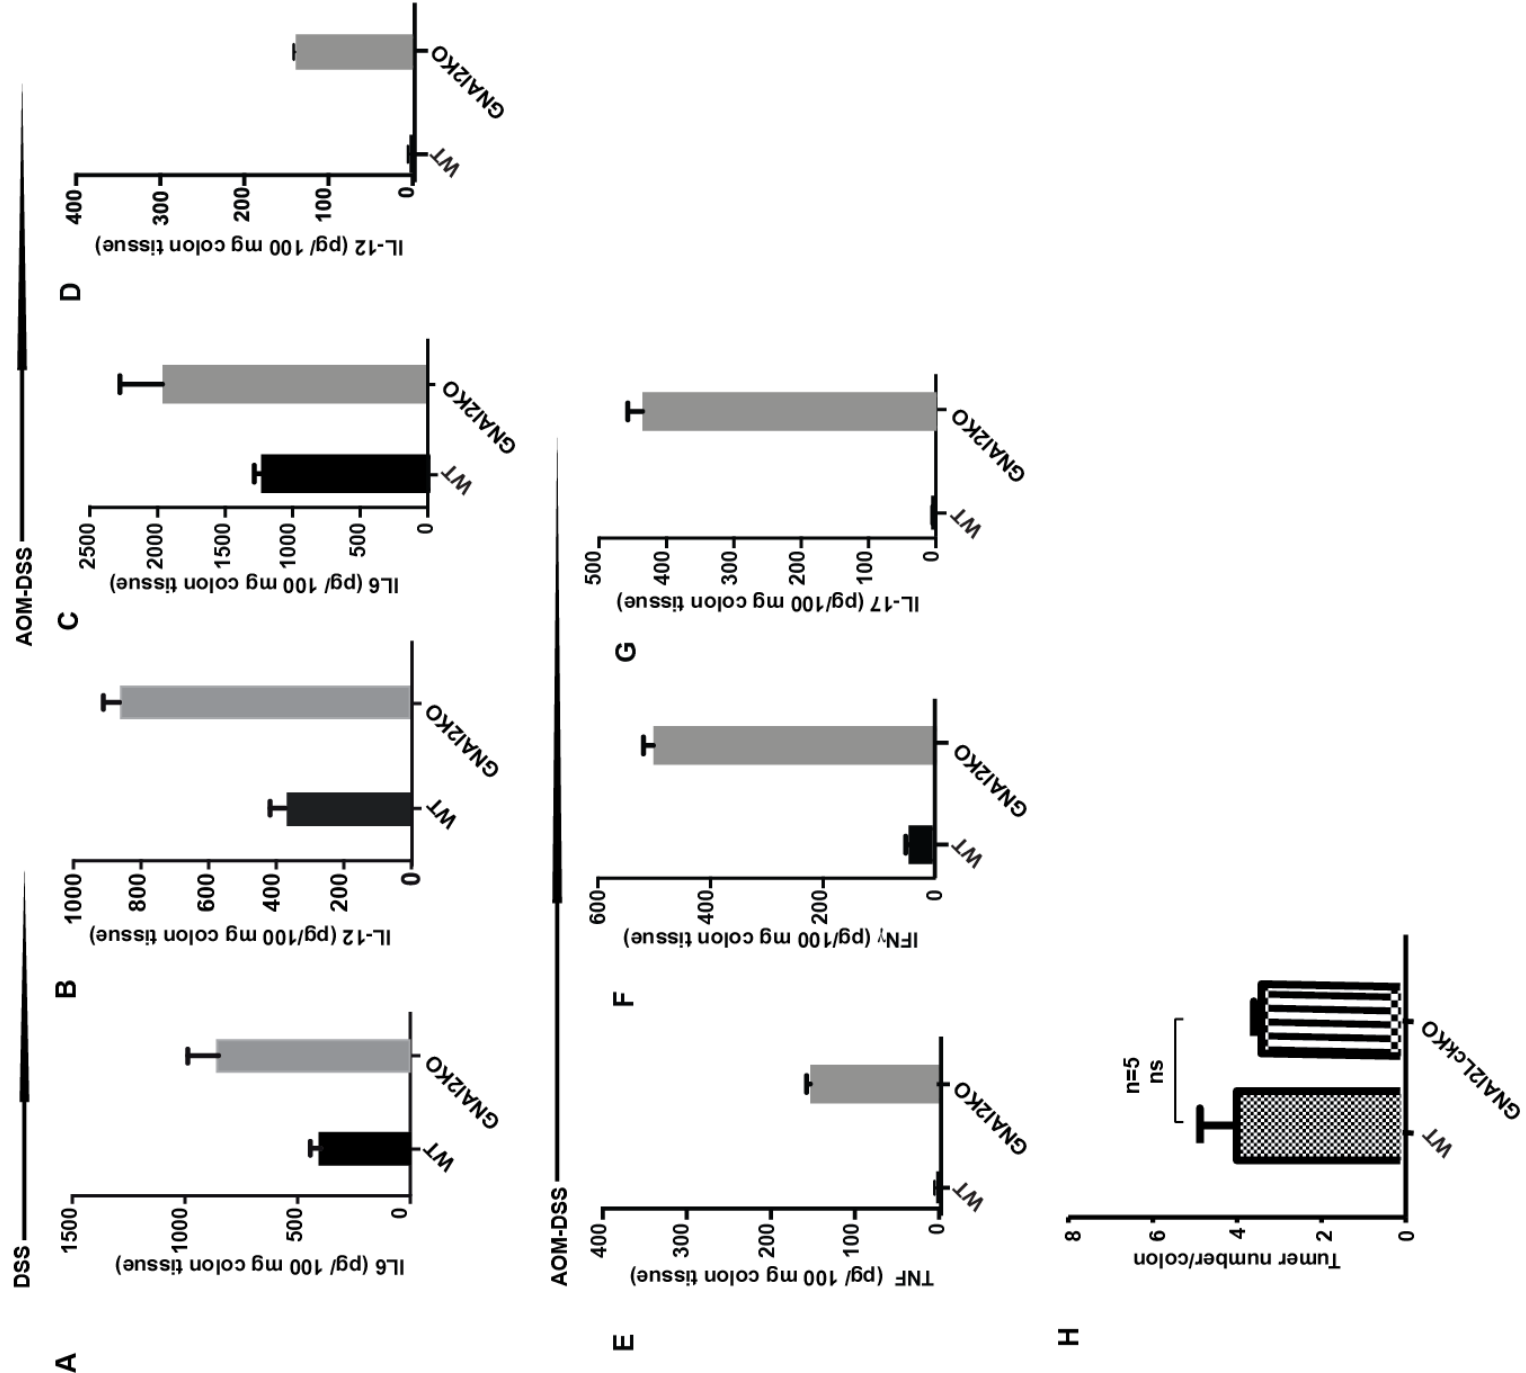 DSS
AOM-DSS
A
IL6 (pg/ 100 mg colon tissue)
1500
1000
500
0
WT
GNAI2KO
B
IL-12 (pg/100 mg colon tissue)
1000
800
600
400
200
0
WT
GNAI2KO
C
IL6 (pg/ 100 mg colon tissue)
2500
2000
1500
1000
500
0
WT
GNAI2KO
D
IL-12 (pg/ 100 mg colon tissue)
400
300
200
100
0
WT
GNAI2KO
AOM-DSS
E
TNF (pg/ 100 mg colon tissue)
400
300
200
100
0
WT
GNAI2KO
F
IFNγ (pg/100 mg colon tissue)
600
400
200
0
WT
GNAI2KO
G
IL-17 (pg/100 mg colon tissue)
500
400
300
200
100
0
WT
GNAI2KO
H
Tumer number/colon
8
6
4
2
0
n=5
ns
WT
GNAI2LckKO